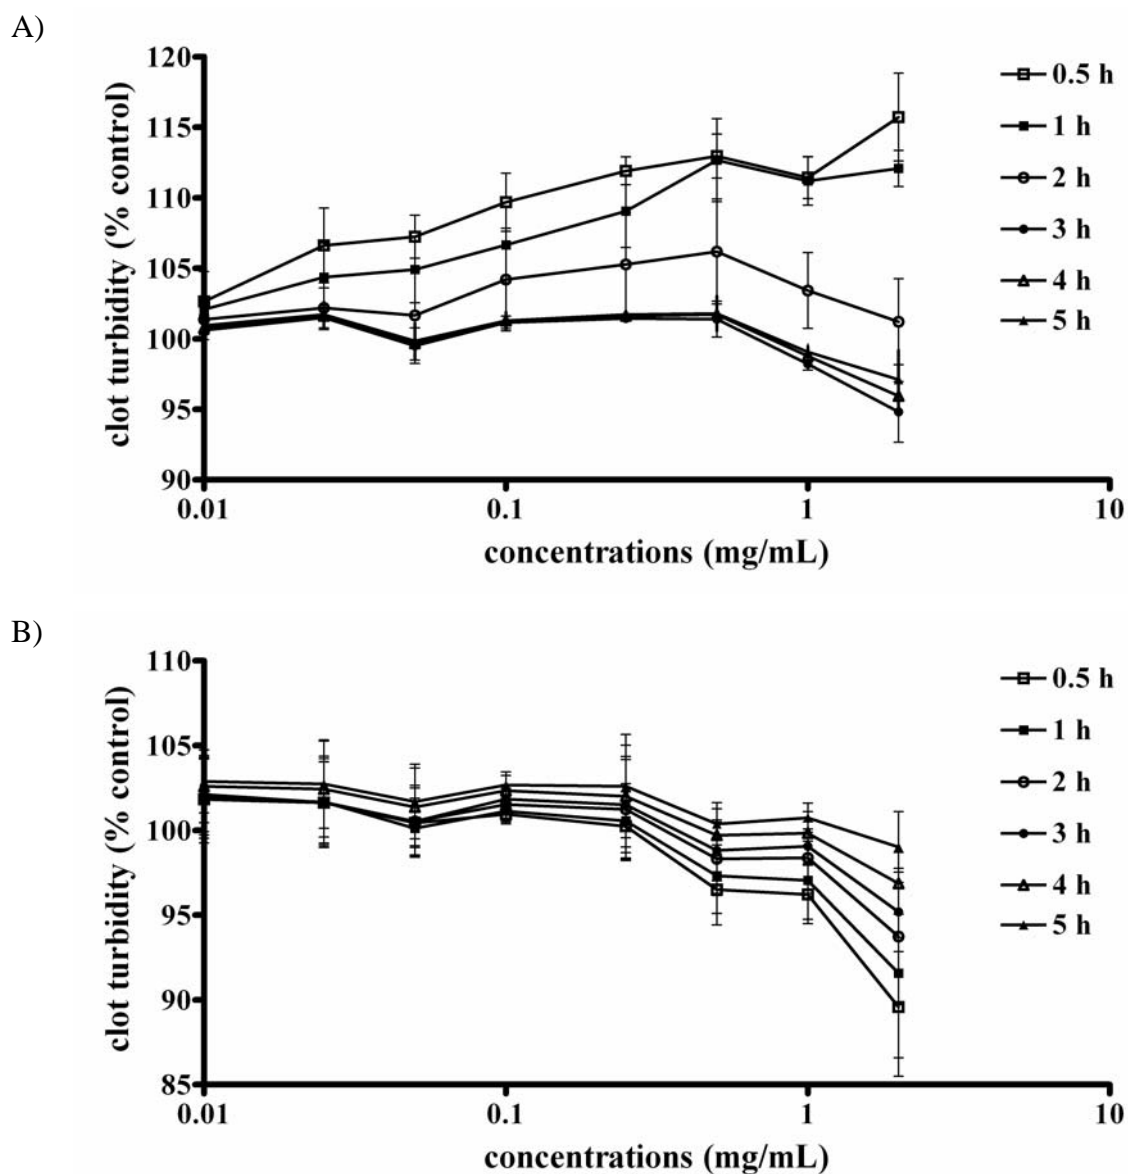 A)
clot turbidity (% control)
120
115
110
105
100
95
90
0.01
0.1
1
10
concentrations (mg/mL)
0.5 h
1 h
2 h
3 h
4 h
5 h
B)
clot turbidity (% control)
110
105
100
95
90
85
0.01
0.1
1
10
concentrations (mg/mL)
0.5 h
1 h
2 h
3 h
4 h
5 h